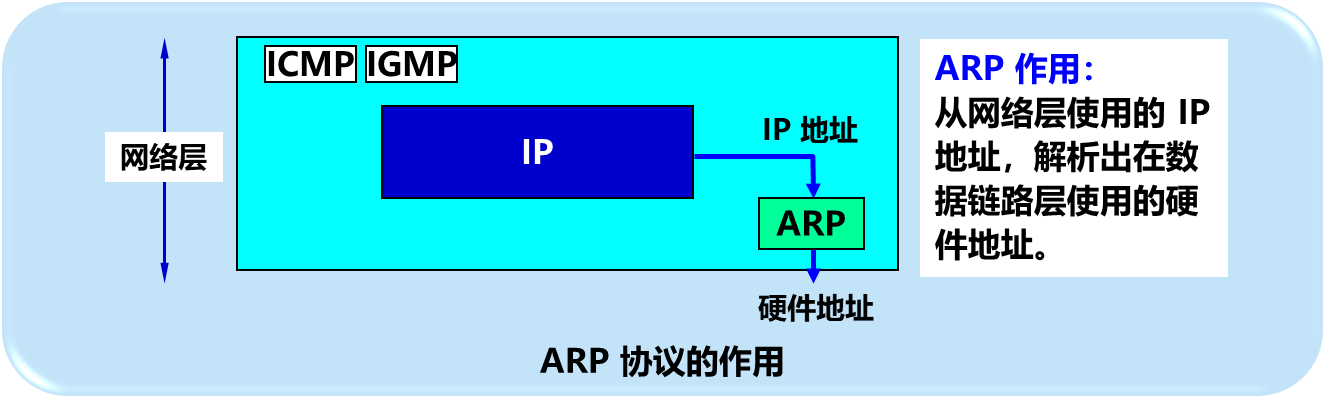 ICMP IGMP
IP
IP 地址
ARP
硬件地址
网络层
ARP 作用：
从网络层使用的 IP
地址，解析出在数
据链路层使用的硬
件地址。
ARP 协议的作用